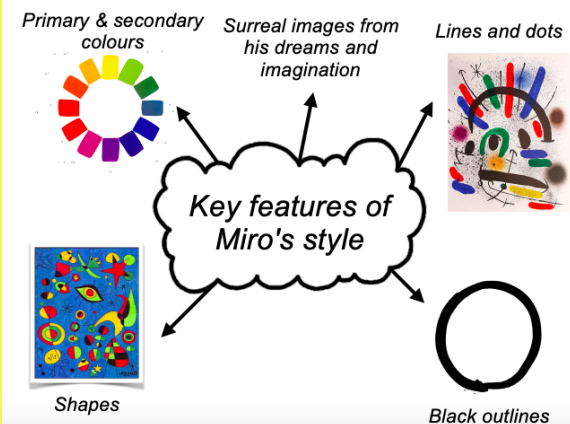 Primary & secondary
colours
Surreal images from
his dreams and
imagination
Lines and dots
Key features of
Miro's style
Shapes
Black outlines